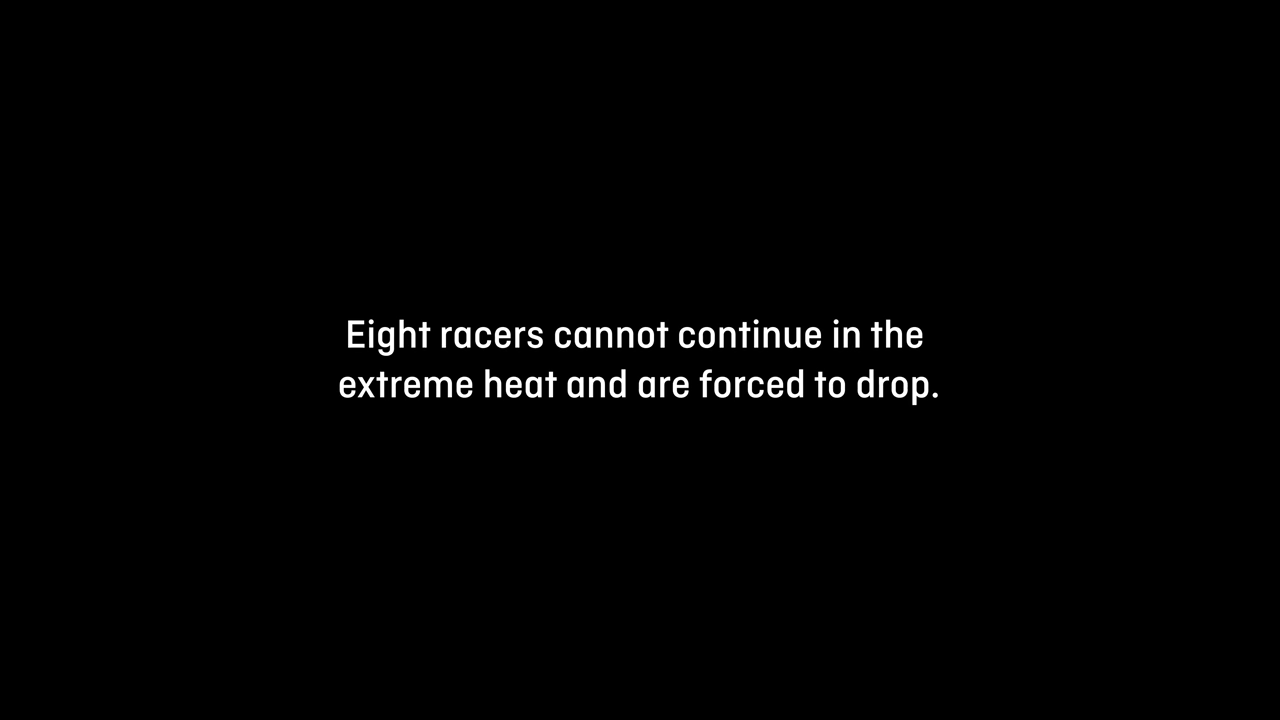 Eight racers cannot continue in the
extreme heat and are forced to drop.